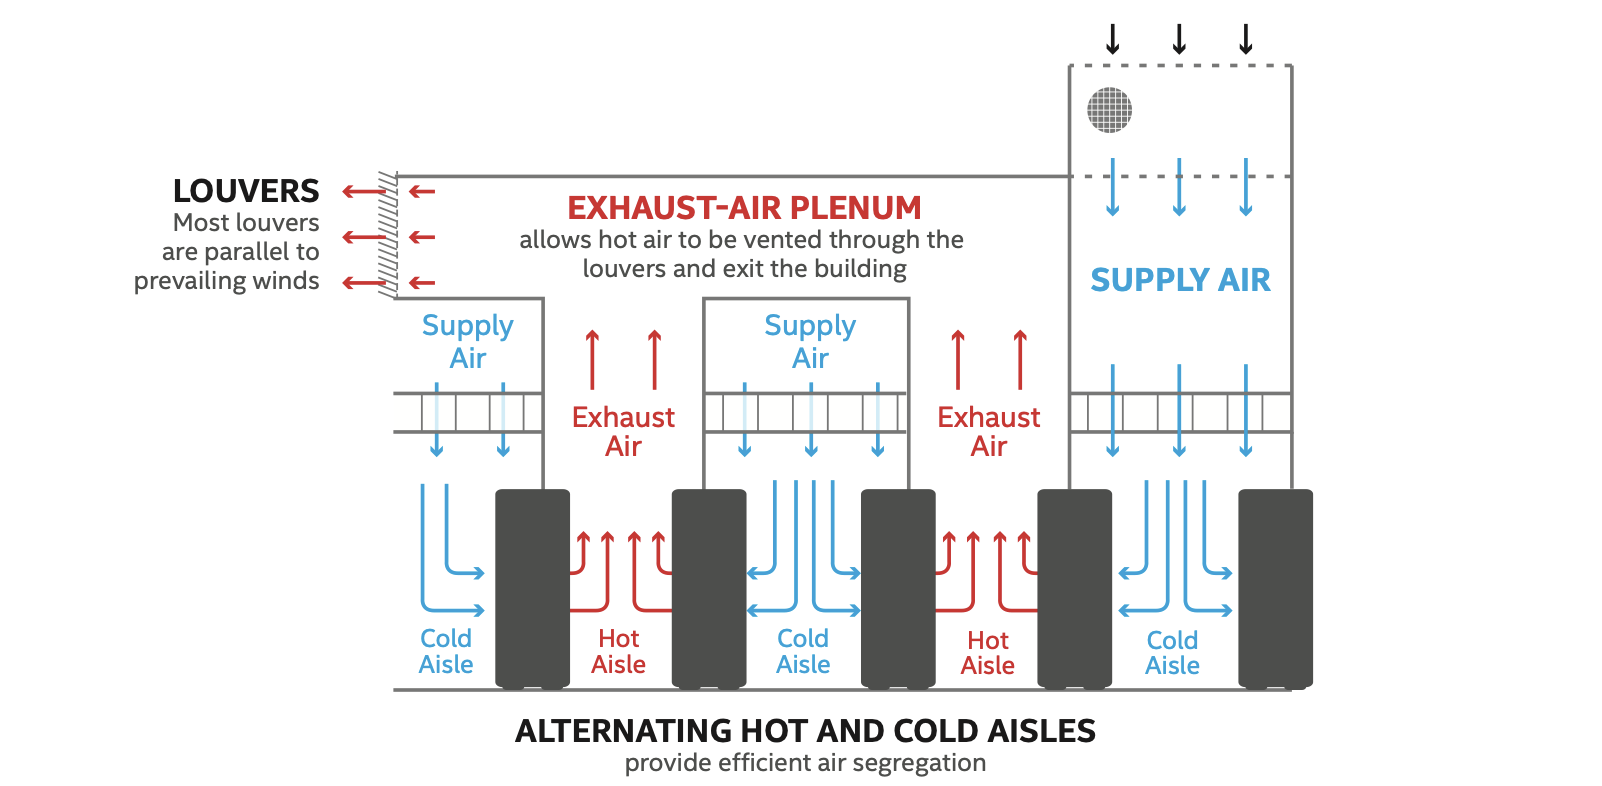 LOUVERS
Most louvers
are parallel to
prevailing winds
EXHAUST-AIR PLENUM
allows hot air to be vented through the
louvers and exit the building
SUPPLY AIR
Supply
Air
Supply
Air
Exhaust
Air
Exhaust
Air
Cold
Aisle
Hot
Aisle
Cold
Aisle
Hot
Aisle
Cold
Aisle
ALTERNATING HOT AND COLD AISLES
provide efficient air segregation